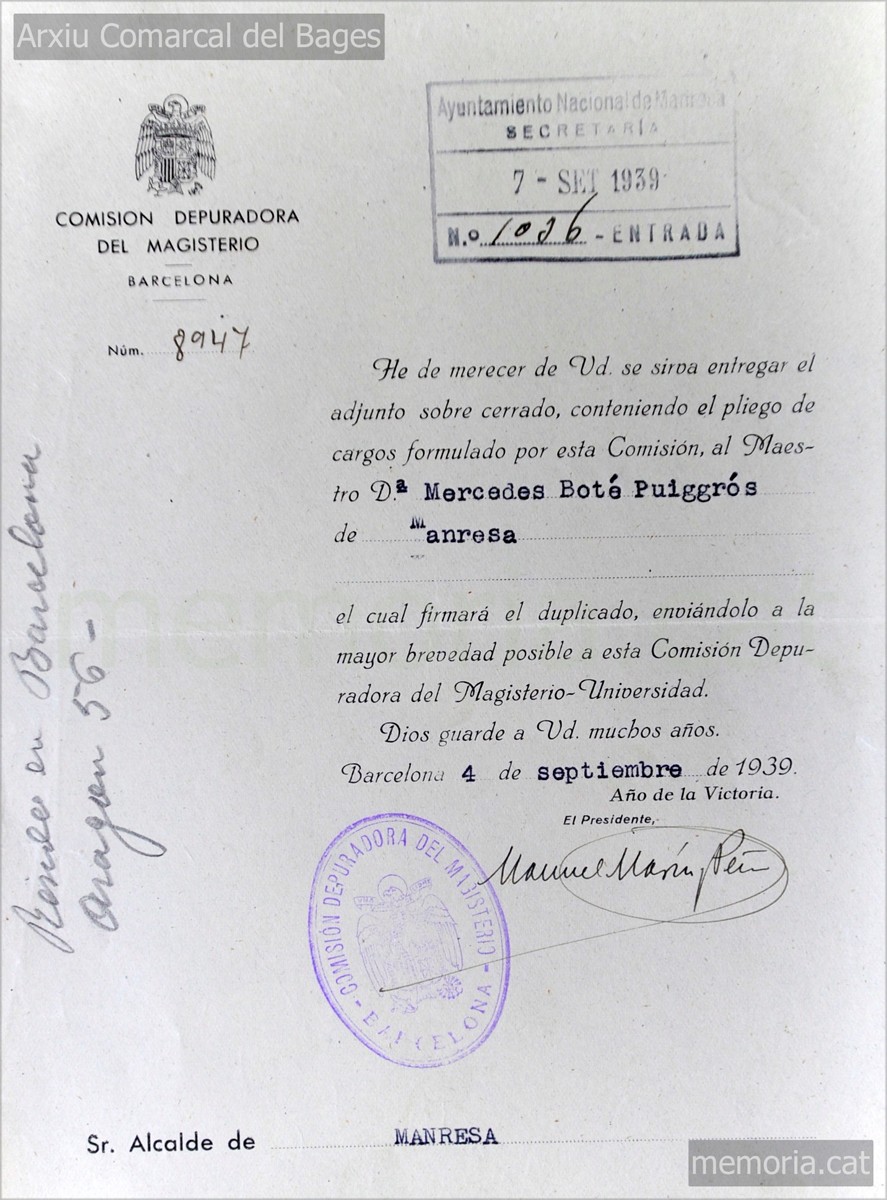 Arxiu Comarcal del Bages
COMISION DEPURADORA
DEL MAGISTERIO
BARCELONA
Núm. 8947
Ayuntamiento Nacional de Manresa
SECRETARÍA
7 - SET 1939
N.º 1036 - ENTRADA
He de merecer de Vd. se sirva entregar el
adjunto sobre cerrado, conteniendo el pliego de
cargos formulado por esta Comisión, al Maes-
tro D.ª Mercedes Boté Puiggrós
de Manresa
el cual firmará el duplicado, enviándolo a la
mayor brevedad posible a esta Comisión Depu-
radora del Magisterio-Universidad.
Dios guarde a Vd. muchos años.
Barcelona 4 de septiembre de 1939.
Año de la Victoria.
El Presidente,
Manuel Marín Peña
COMISIÓN DEPURADORA DEL MAGISTERIO
- BARCELONA -
Reside en Barcelona
Aragon 56 -
Sr. Alcalde de MANRESA
memoria.cat